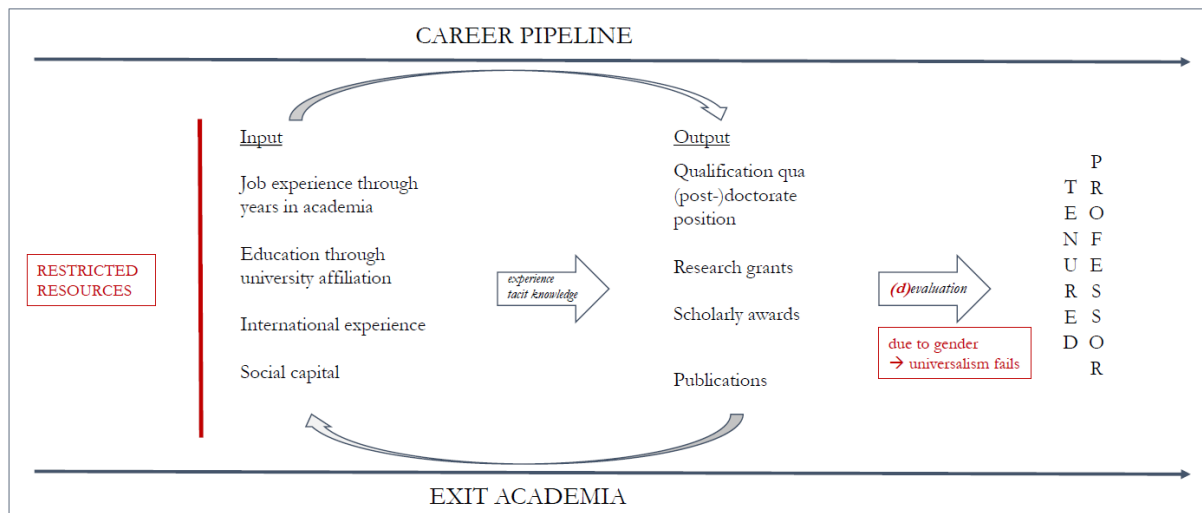 CAREER PIPELINE
RESTRICTED
RESOURCES
Input
Job experience through
years in academia
Education through
university affiliation
International experience
Social capital
experience
tacit knowledge
Output
Qualification qua
(post-)doctorate
position
Research grants
Scholarly awards
Publications
(d)evaluation
due to gender
→ universalism fails
TENURED
PROFESSOR
EXIT ACADEMIA